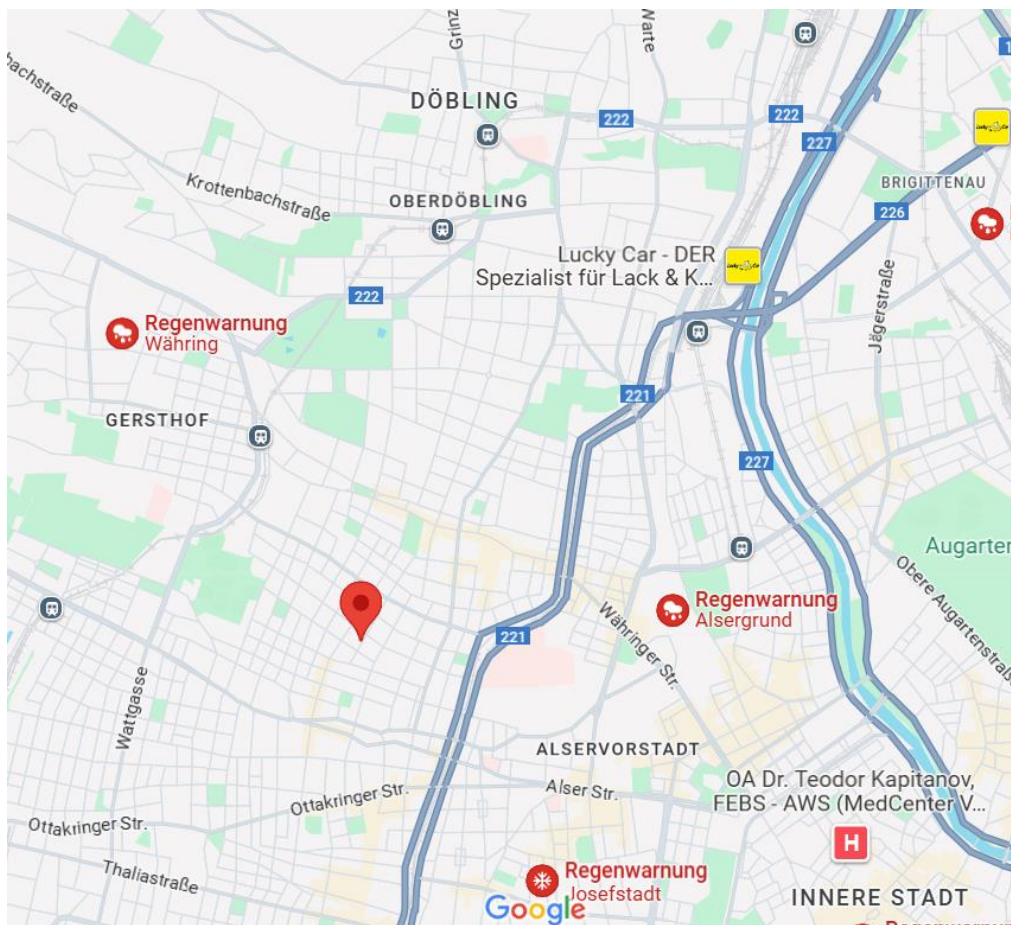 Grinz
Warte
bachstraße
DÖBLING
222
222
227
Krottenbachstraße
OBERDÖBLING
BRIGITTENAU
226
Lucky Car - DER
Spezialist für Lack & K...
222
Jägerstraße
Regenwarnung
Währing
221
GERSTHOF
227
Augarten
Obere Augartenstraße
Regenwarnung
Alsergrund
221
Währinger Str.
Wattgasse
ALSERVORSTADT
OA Dr. Teodor Kapitanov,
FEBS - AWS (MedCenter V...
Alser Str.
Ottakringer Str.
Ottakringer Str.
H
Thaliastraße
Regenwarnung
Josefstadt
INNERE STADT
Google